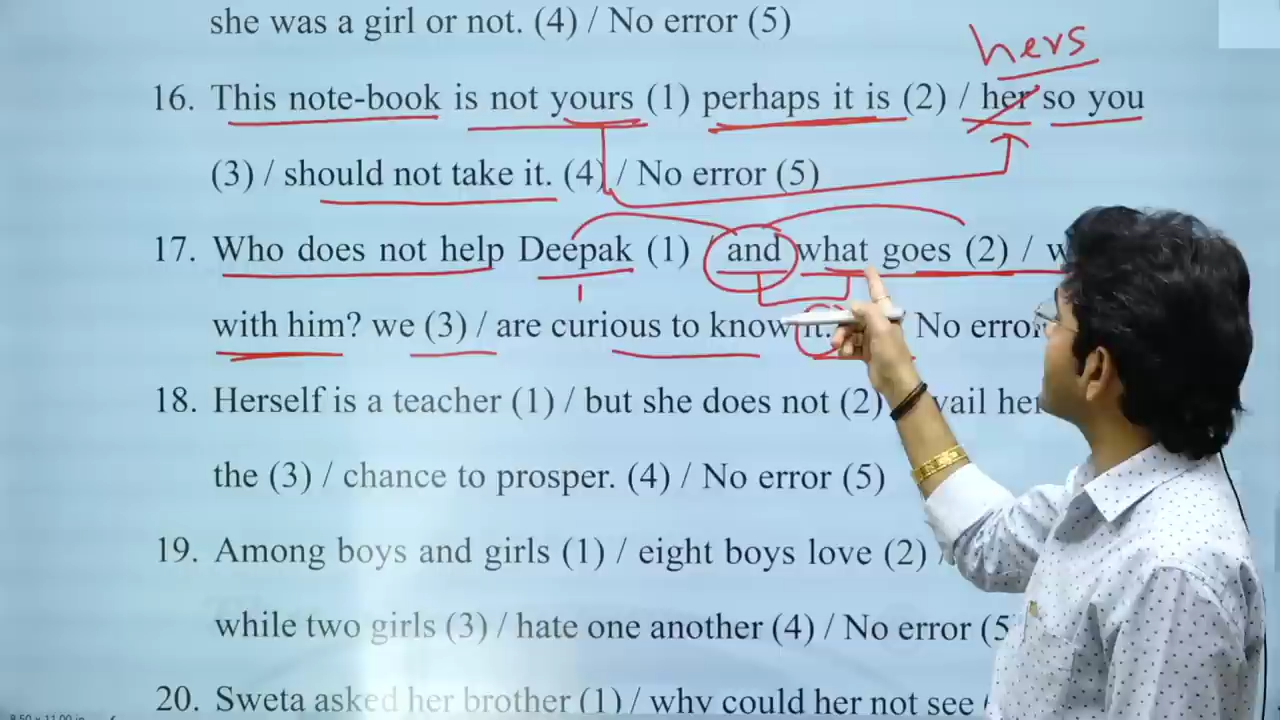 she was a girl or not. (4) / No error (5)
hers
16. This note-book is not yours (1) perhaps it is (2) / her so you
(3) / should not take it. (4) / No error (5)
17. Who does not help Deepak (1) / and what goes (2) /
with him? we (3) / are curious to know it. No
18. Herself is a teacher (1) / but she does not (2)
the (3) / chance to prosper. (4) / No error (5)
19. Among boys and girls (1) / eight boys love (2) /
while two girls (3) / hate one another (4) / No error (5
20. Sweta asked her brother (1) / why could her not see
8.50 x 11.00 in